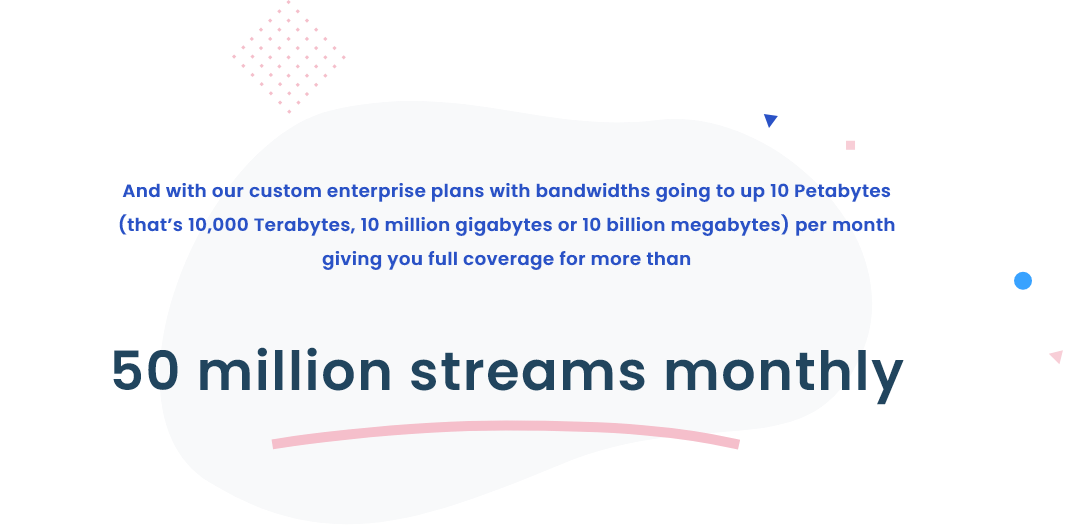 And with our custom enterprise plans with bandwidths going to up 10 Petabytes
(that’s 10,000 Terabytes, 10 million gigabytes or 10 billion megabytes) per month
giving you full coverage for more than
50 million streams monthly